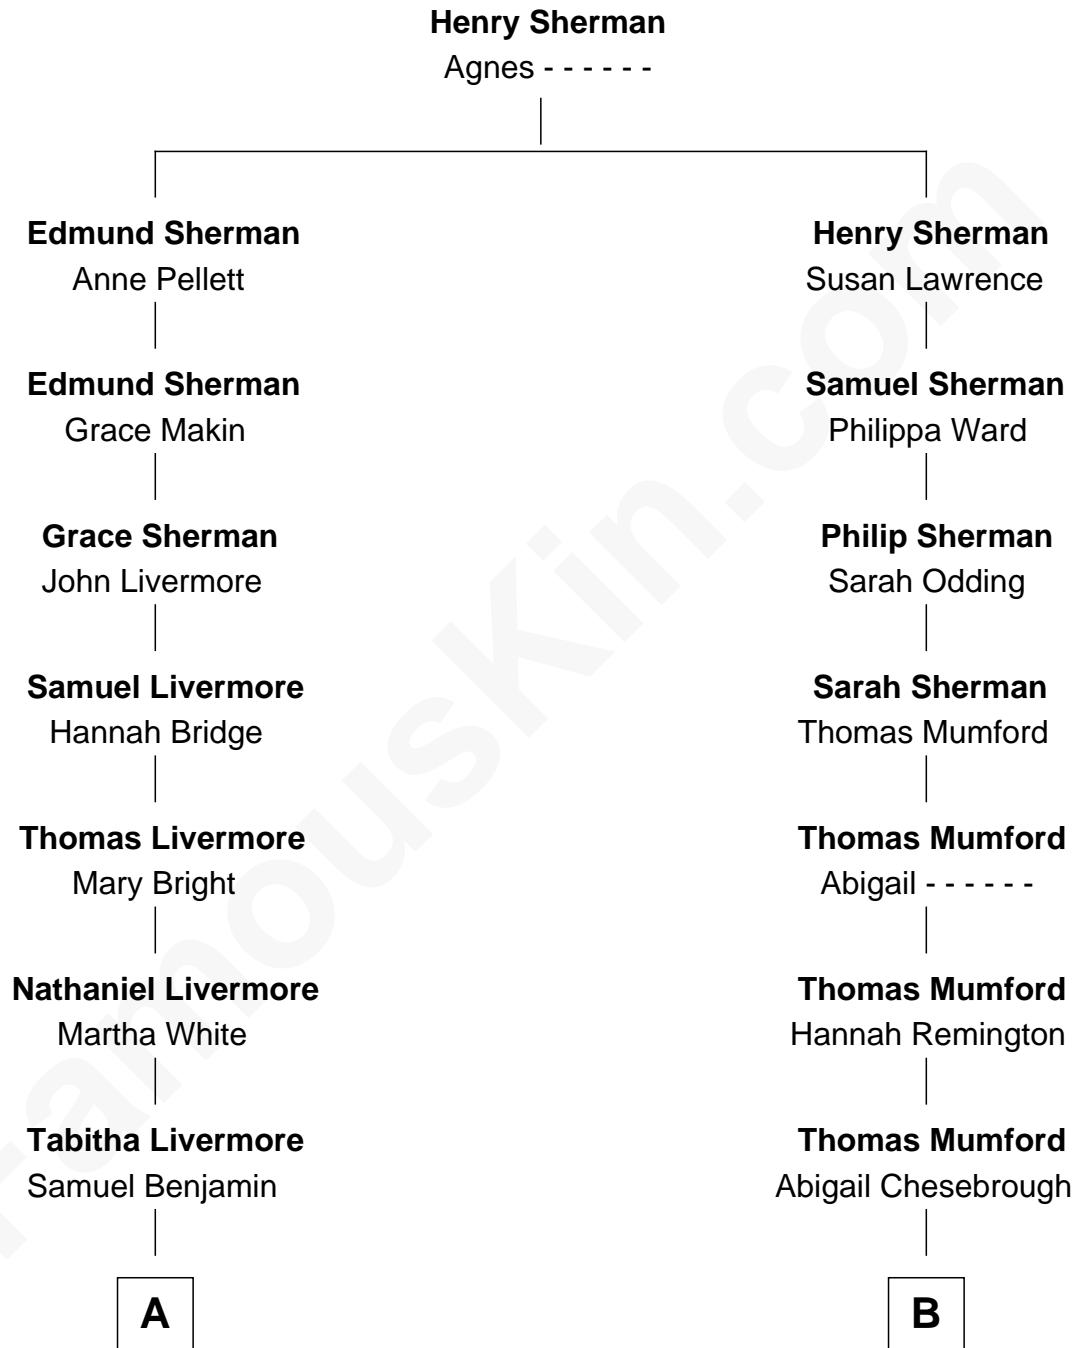 Henry Sherman
Agnes - - - - - -
Edmund Sherman
Anne Pellett
Henry Sherman
Susan Lawrence
Edmund Sherman
Grace Makin
Samuel Sherman
Philippa Ward
Grace Sherman
John Livermore
Philip Sherman
Sarah Odding
Samuel Livermore
Hannah Bridge
Sarah Sherman
Thomas Mumford
Thomas Livermore
Mary Bright
Thomas Mumford
Abigail - - - - - -
Nathaniel Livermore
Martha White
Thomas Mumford
Hannah Remington
Tabitha Livermore
Samuel Benjamin
Thomas Mumford
Abigail Chesebrough
A
B
FamousKin.com